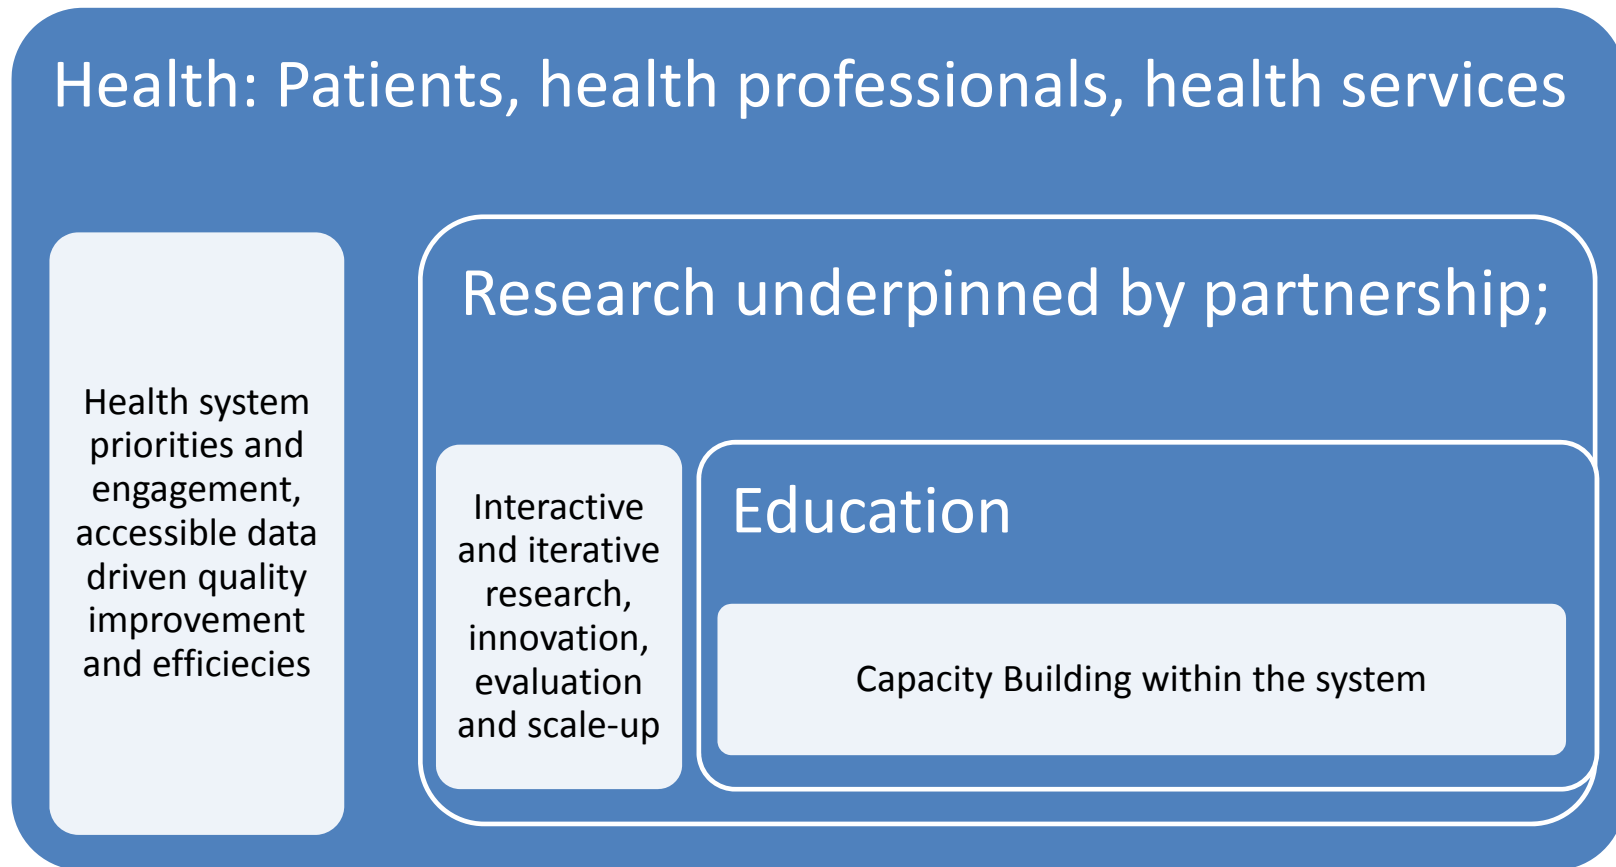 Health: Patients, health professionals, health services
Health system
priorities and
engagement,
accessible data
driven quality
improvement
and efficiecies
Research underpinned by partnership;
Interactive
and iterative
research,
innovation,
evaluation
and scale-up
Education
Capacity Building within the system